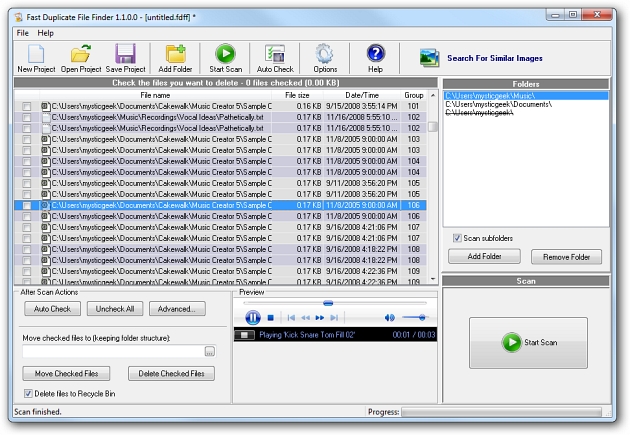 Fast Duplicate File Finder 1.1.0.0 - [untitled.fdff] *
File Help
New Project Open Project Save Project Add Folder Start Scan Auto Check Options Help Search For Similar Images
Check the files you want to delete - 0 files checked (0.00 KB)
File name File size Date/Time Group
C:\Users\mysticgeek\Documents\Cakewalk\Music Creator 5\Sample C 0.16 KB 9/15/2008 3:55:14 PM 101
C:\Users\mysticgeek\Music\Recordings\Vocal Ideas\Pathetically.txt 0.17 KB 11/16/2008 5:55:10 ... 102
C:\Users\mysticgeek\Music\Recordings\Vocal Ideas\Pathetically.txt 0.17 KB 11/16/2008 5:55:10 ... 102
C:\Users\mysticgeek\Documents\Cakewalk\Music Creator 5\Sample C 0.17 KB 11/8/2005 9:00:00 AM 103
C:\Users\mysticgeek\Documents\Cakewalk\Music Creator 5\Sample C 0.17 KB 11/8/2005 9:00:00 AM 103
C:\Users\mysticgeek\Documents\Cakewalk\Music Creator 5\Sample C 0.17 KB 11/8/2005 9:00:00 AM 104
C:\Users\mysticgeek\Documents\Cakewalk\Music Creator 5\Sample C 0.17 KB 11/8/2005 9:00:00 AM 104
C:\Users\mysticgeek\Documents\Cakewalk\Music Creator 5\Sample C 0.17 KB 9/11/2008 3:56:20 PM 105
C:\Users\mysticgeek\Documents\Cakewalk\Music Creator 5\Sample C 0.17 KB 9/11/2008 3:56:20 PM 105
C:\Users\mysticgeek\Documents\Cakewalk\Music Creator 5\Sample C 0.17 KB 11/8/2005 9:00:00 AM 106
C:\Users\mysticgeek\Documents\Cakewalk\Music Creator 5\Sample C 0.17 KB 11/8/2005 9:00:00 AM 106
C:\Users\mysticgeek\Documents\Cakewalk\Music Creator 5\Sample C 0.17 KB 9/16/2008 4:21:06 PM 107
C:\Users\mysticgeek\Documents\Cakewalk\Music Creator 5\Sample C 0.17 KB 9/16/2008 4:21:06 PM 107
C:\Users\mysticgeek\Documents\Cakewalk\Music Creator 5\Sample C 0.17 KB 9/16/2008 4:18:22 PM 108
C:\Users\mysticgeek\Documents\Cakewalk\Music Creator 5\Sample C 0.17 KB 9/16/2008 4:18:22 PM 108
C:\Users\mysticgeek\Documents\Cakewalk\Music Creator 5\Sample C 0.17 KB 9/16/2008 4:22:36 PM 109
C:\Users\mysticgeek\Documents\Cakewalk\Music Creator 5\Sample C 0.17 KB 9/16/2008 4:22:36 PM 109
Folders
C:\Users\mysticgeek\Music\
C:\Users\mysticgeek\Documents\
C:\Users\mysticgeek\
Scan subfolders
Add Folder Remove Folder
Scan
Start Scan
After Scan Actions
Auto Check Uncheck All Advanced...
Move checked files to (keeping folder structure):
...
Move Checked Files Delete Checked Files
Delete files to Recycle Bin
Preview
Playing 'Kick Snare Tom Fill 02' 00:01 / 00:03
Scan finished. Progress: